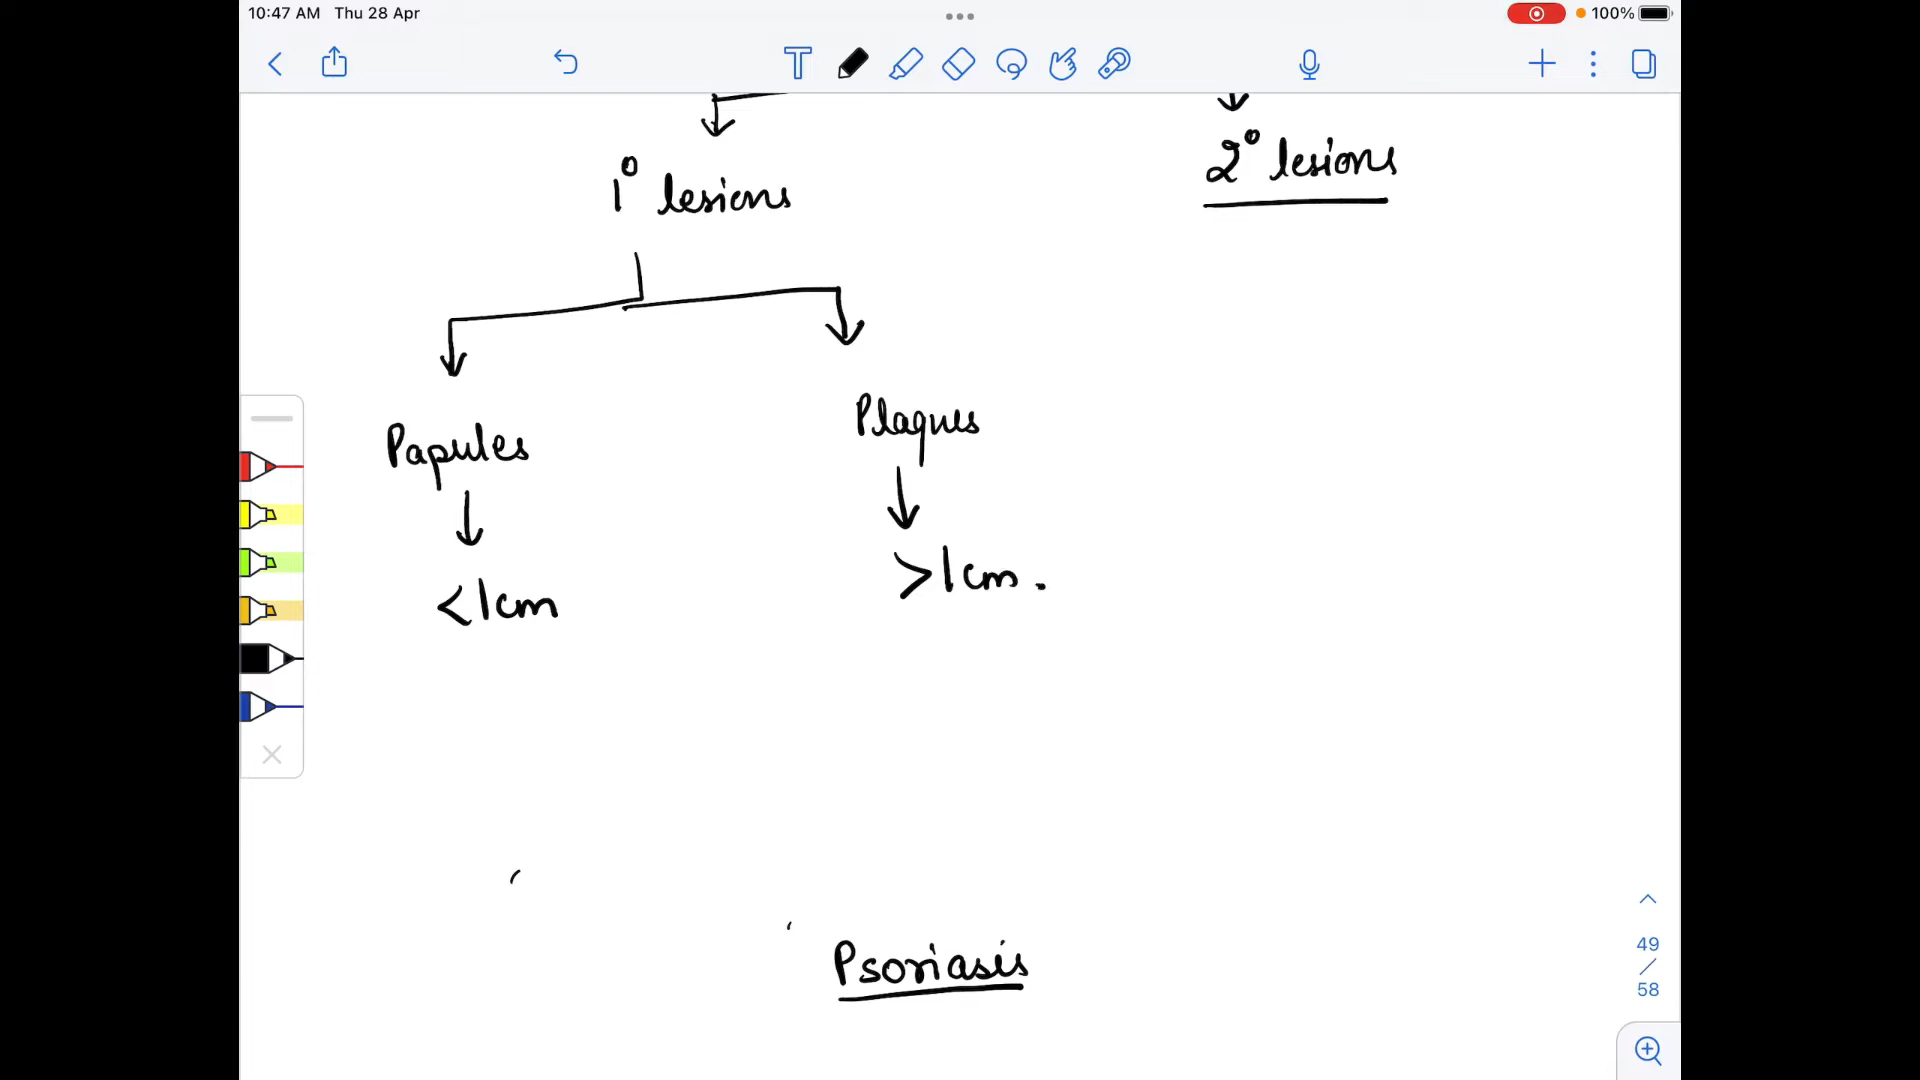 10:47 AM Thu 28 Apr
100%
1° lesions
2° lesions
Papules
Plaques
<1cm
>1cm.
Psoriasis
49
/
58